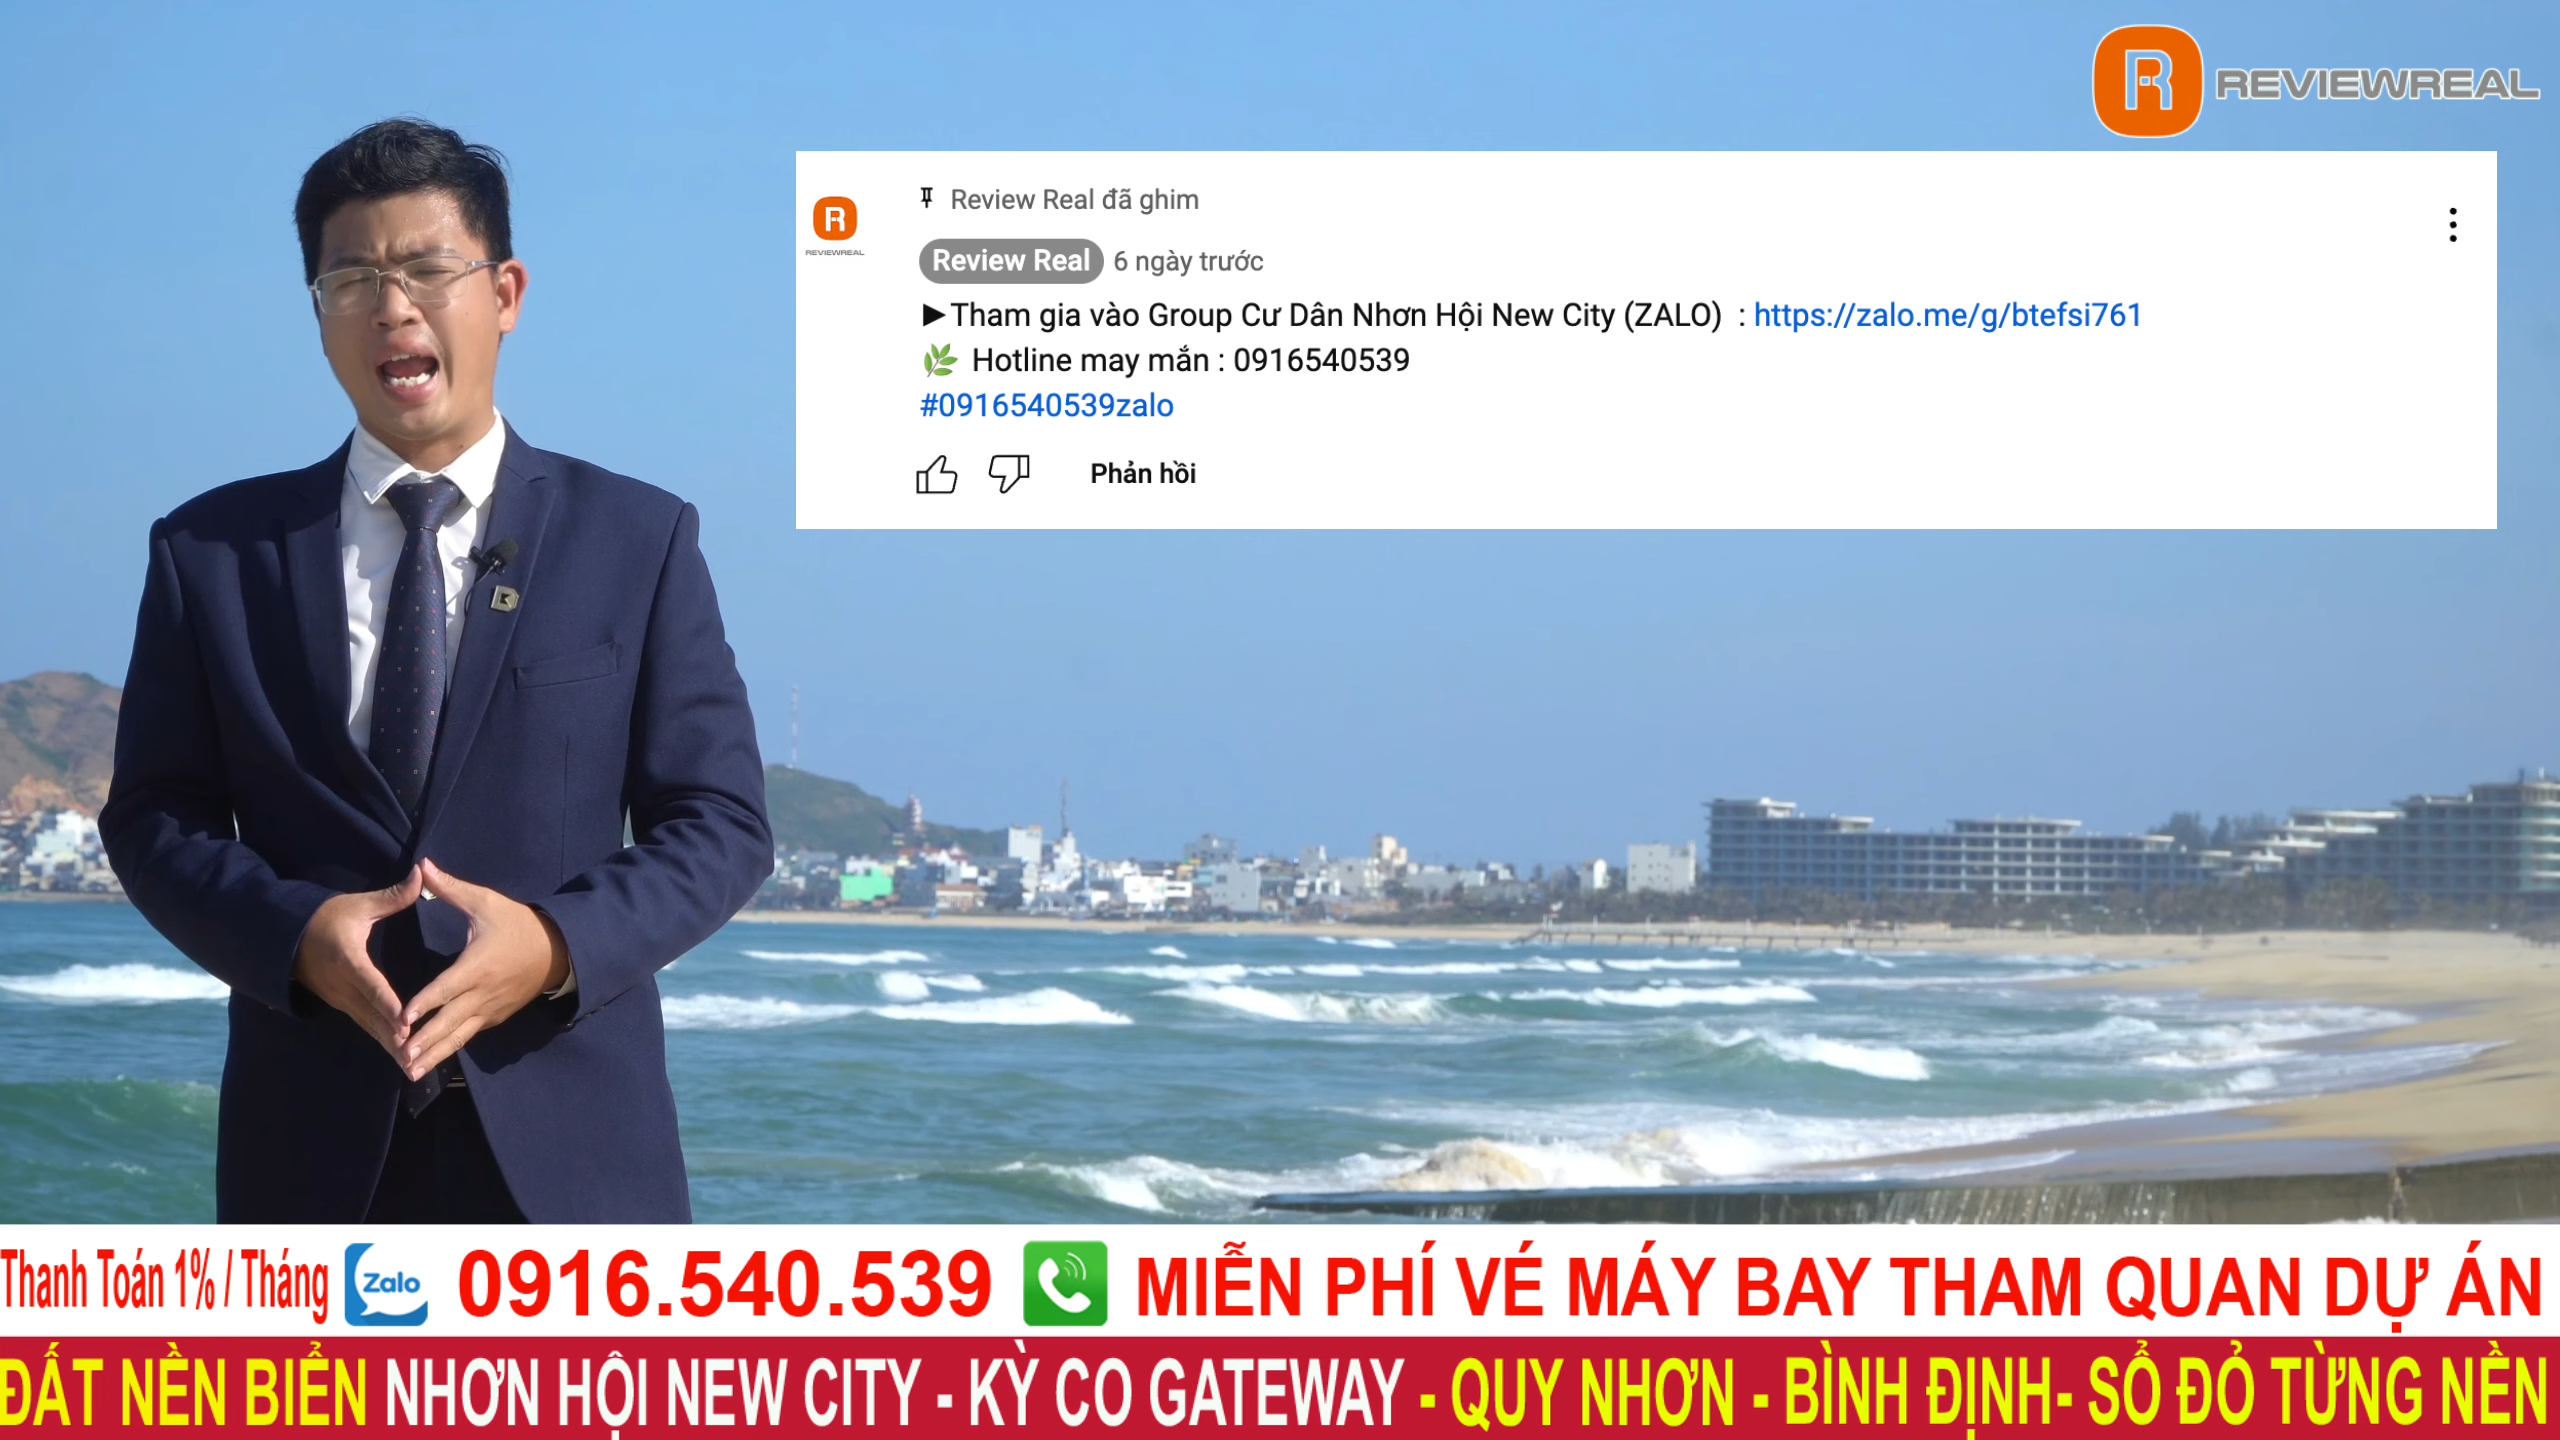 REVIEWREAL
Review Real đã ghim
REVIEWREAL
Review Real 6 ngày trước
►Tham gia vào Group Cư Dân Nhơn Hội New City (ZALO) : https://zalo.me/g/btefsi761
🌿 Hotline may mắn : 0916540539
#0916540539zalo
Phản hồi
Thanh Toán 1% / Tháng Zalo 0916.540.539 MIỄN PHÍ VÉ MÁY BAY THAM QUAN DỰ ÁN
ĐẤT NỀN BIỂN NHƠN HỘI NEW CITY - KỲ CO GATEWAY - QUY NHƠN - BÌNH ĐỊNH- SỔ ĐỎ TỪNG NỀN